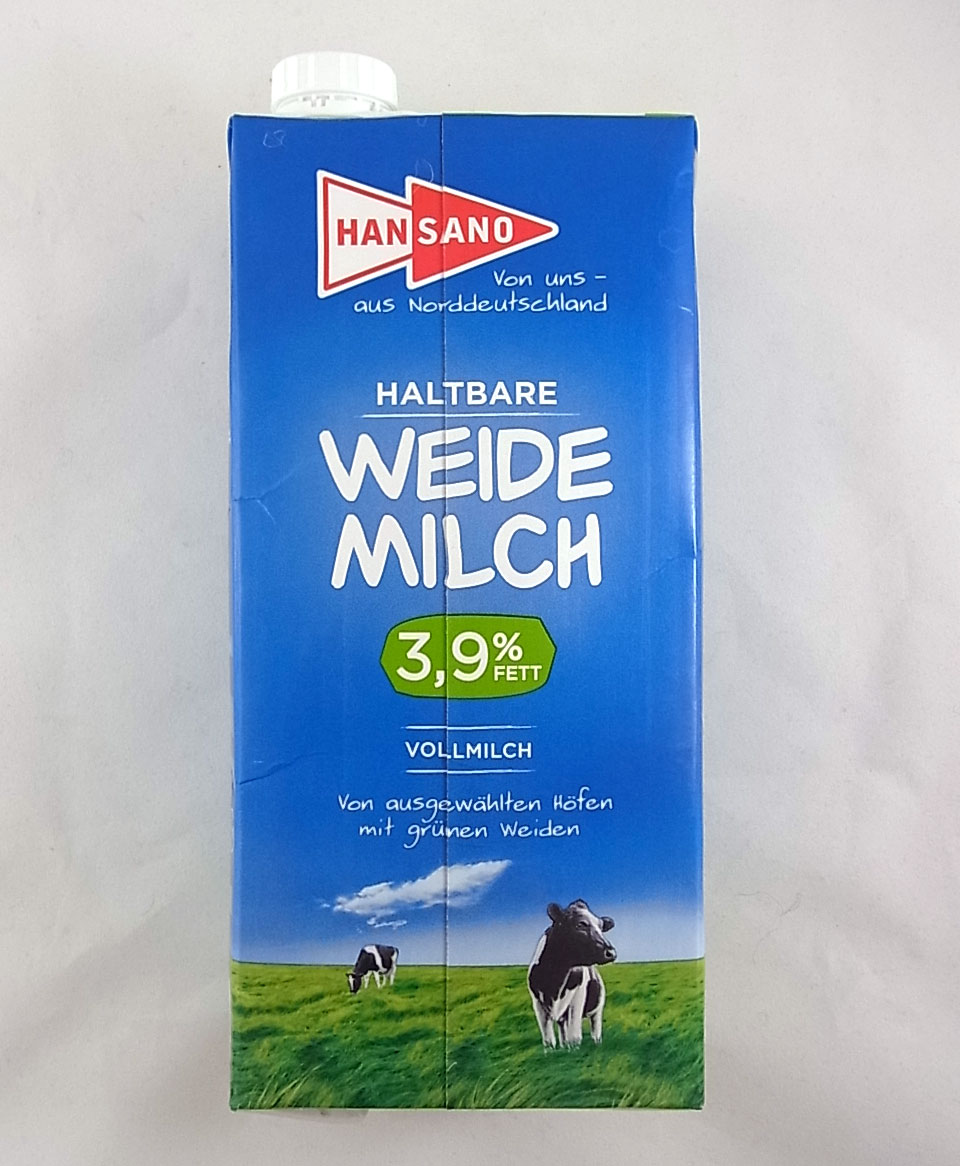 HANSANO
Von uns –
aus Norddeutschland
HALTBARE
WEIDE
MILCH
3,9%
FETT
VOLLMILCH
Von ausgewählten Höfen
mit grünen Weiden